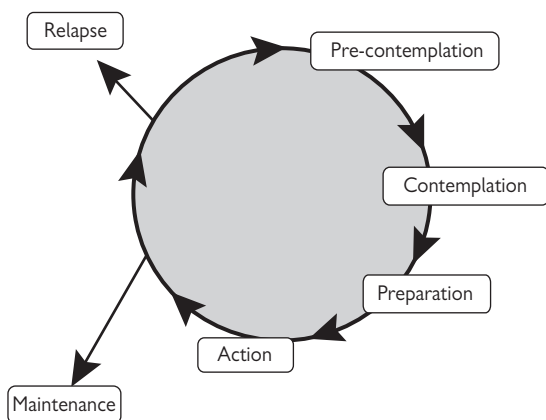 Relapse
Pre-contemplation
Contemplation
Preparation
Action
Maintenance